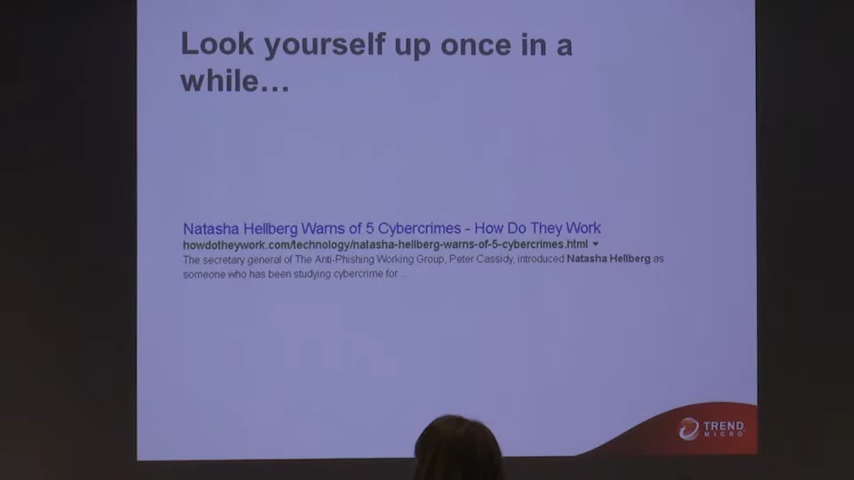 Look yourself up once in a
while…
Natasha Hellberg Warns of 5 Cybercrimes - How Do They Work
howdotheywork.com/technology/natasha-hellberg-warns-of-5-cybercrimes.html
The secretary general of The Anti-Phishing Working Group, Peter Cassidy, introduced Natasha Hellberg as
someone who has been studying cybercrime for ...
TREND
MICRO